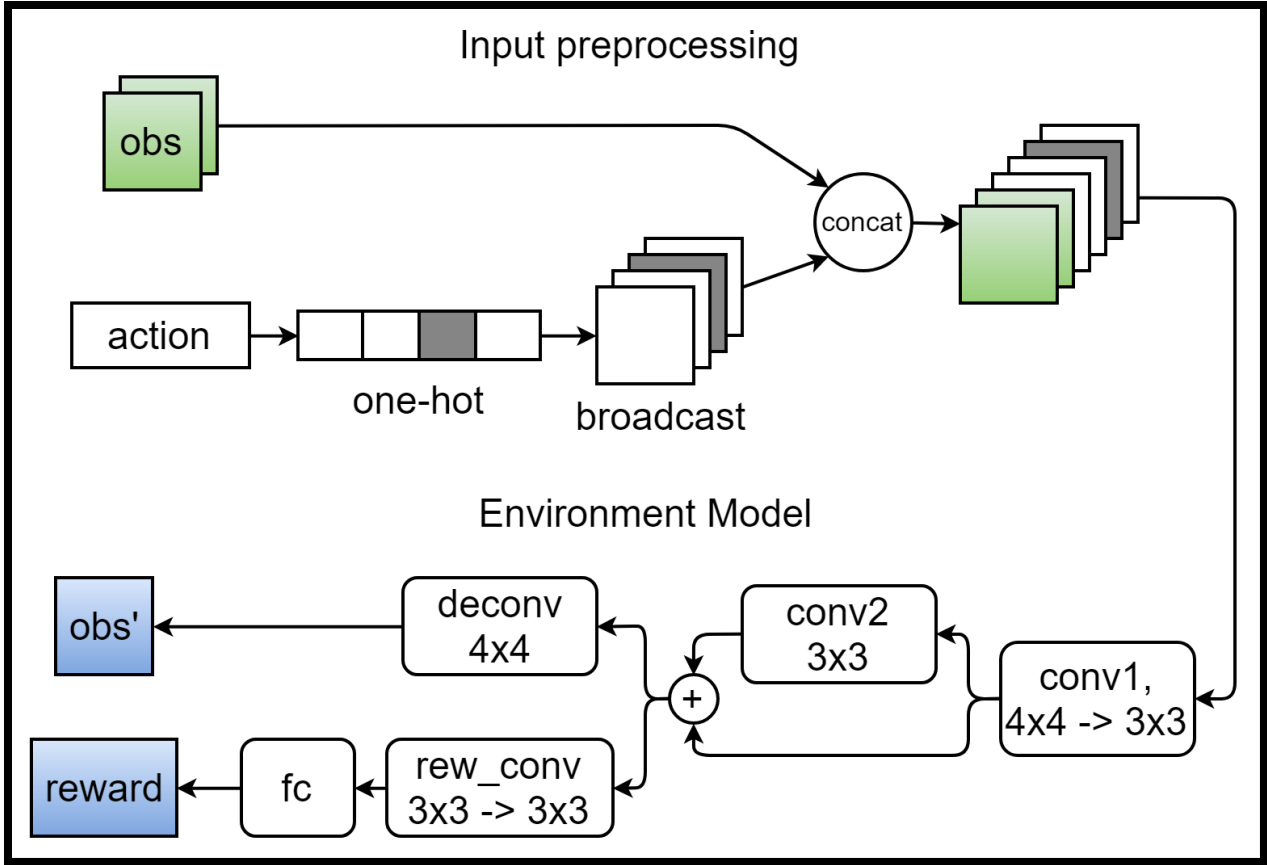 Input preprocessing
obs
concat
action
one-hot
broadcast
Environment Model
obs'
deconv
4x4
conv2
3x3
conv1,
4x4 -> 3x3
+
reward
fc
rew_conv
3x3 -> 3x3